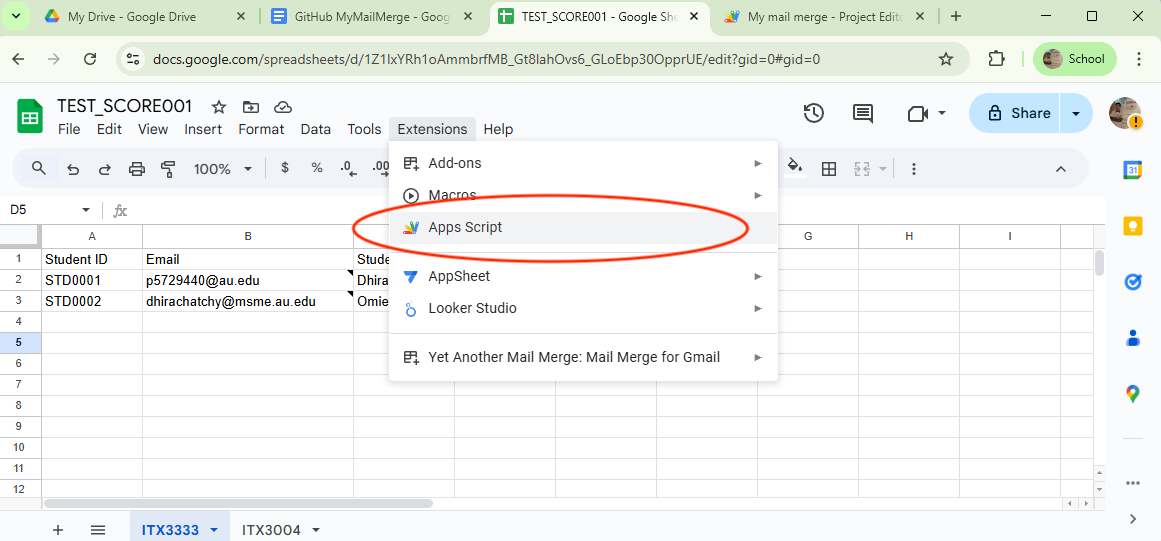 My Drive - Google Drive
GitHub MyMailMerge - Goog
TEST_SCORE001 - Google She
My mail merge - Project Edito
docs.google.com/spreadsheets/d/1Z1IxYRh1oAmmbrfMB_Gt8lahOvs6_GLoEbp30OpprUE/edit?gid=0#gid=0
School
TEST_SCORE001
File Edit View Insert Format Data Tools Extensions Help
Share
100% $ % .0 .00
Add-ons
Macros
Apps Script
AppSheet
Looker Studio
Yet Another Mail Merge: Mail Merge for Gmail
31
D5 fx
A B G H I
1 Student ID Email Stude
2 STD0001 p5729440@au.edu Dhira
3 STD0002 dhirachatchy@msme.au.edu Omie
4
5
6
7
8
9
10
11
12
ITX3333 ITX3004